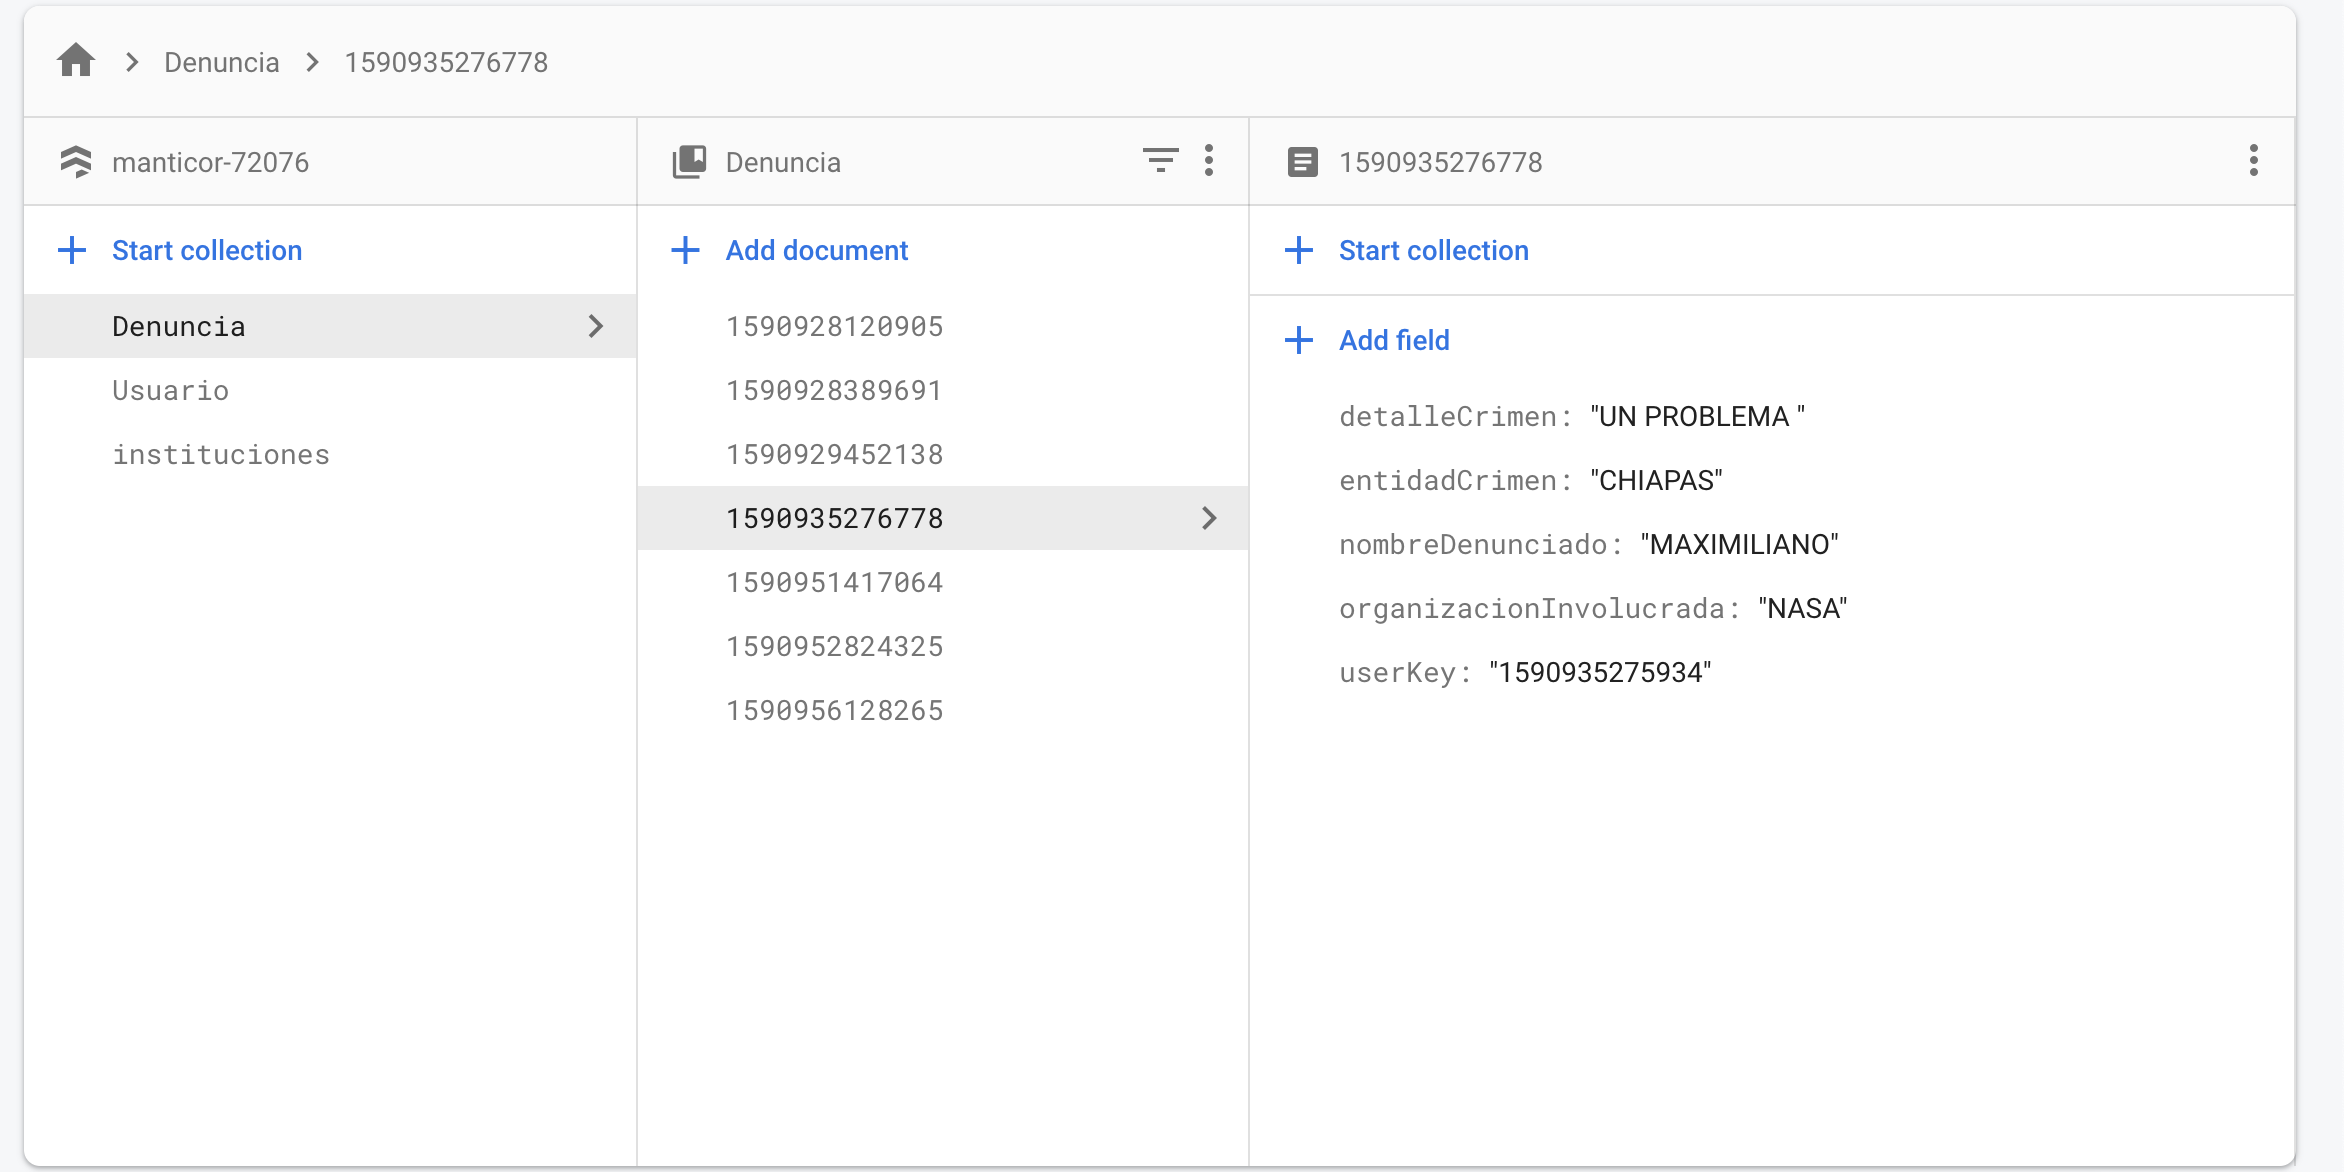 Denuncia 1590935276778
manticor-72076
Start collection
Denuncia
Usuario
instituciones
Denuncia
Add document
1590928120905
1590928389691
1590929452138
1590935276778
1590951417064
1590952824325
1590956128265
1590935276778
Start collection
Add field
detalleCrimen: "UN PROBLEMA "
entidadCrimen: "CHIAPAS"
nombreDenunciado: "MAXIMILIANO"
organizacionInvolucrada: "NASA"
userKey: "1590935275934"